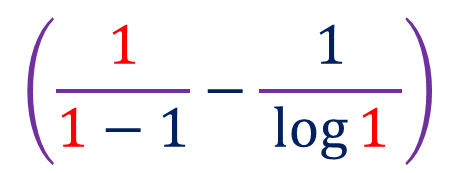 (1/(1 − 1) − 1/log 1)